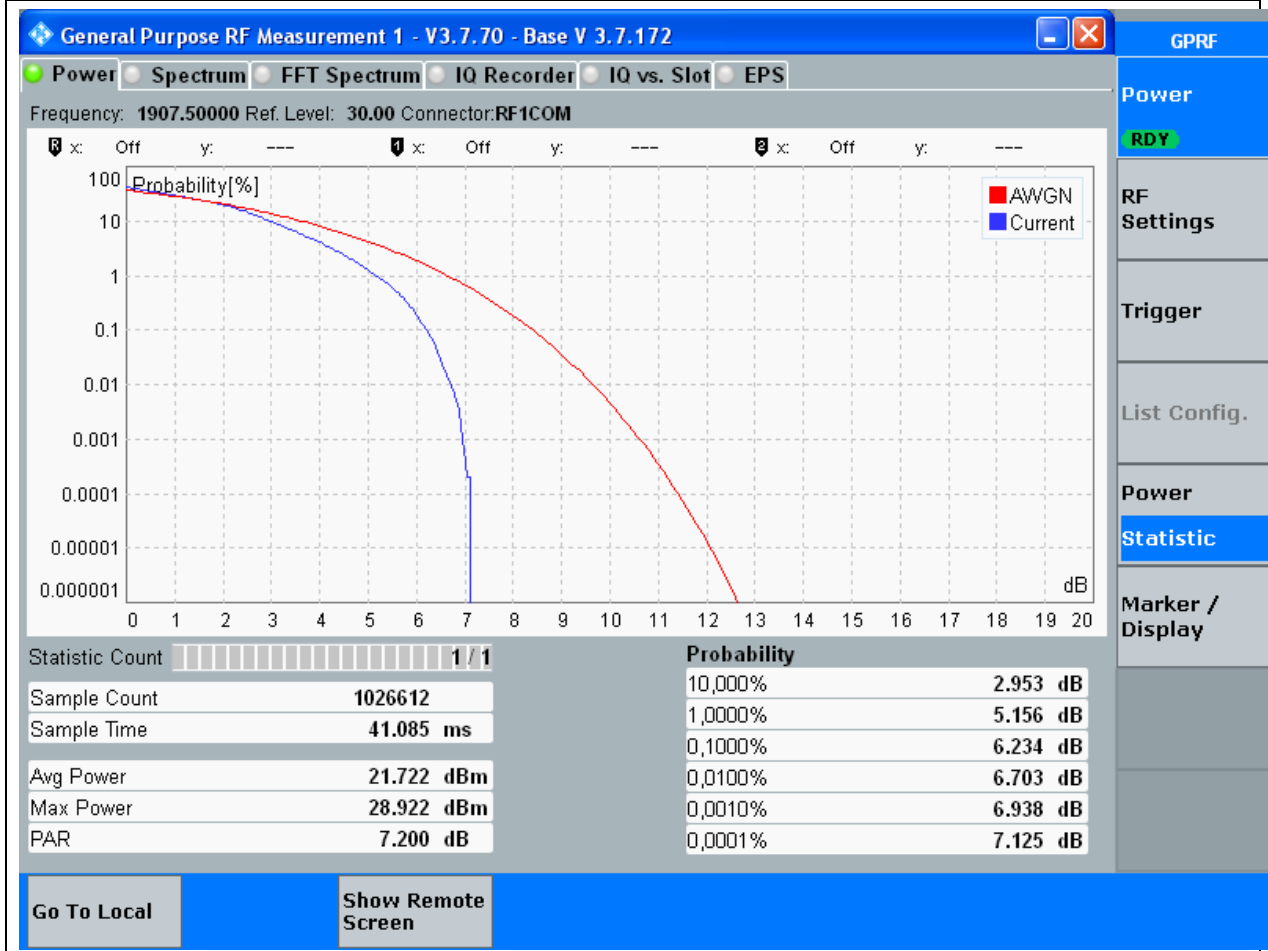 General Purpose RF Measurement 1 - V3.7.70 - Base V 3.7.172
GPRF
Power Spectrum FFT Spectrum IQ Recorder IQ vs. Slot EPS
Power
RDY
Frequency: 1907.50000 Ref. Level: 30.00 Connector:RF1COM
R x: Off y: --- 1 x: Off y: --- 2 x: Off y: ---
Probability[%]
AWGN
Current
100
10
1
0.1
0.01
0.001
0.0001
0.00001
0.000001
dB
0 1 2 3 4 5 6 7 8 9 10 11 12 13 14 15 16 17 18 19 20
RF
Settings
Trigger
List Config.
Power
Statistic
Marker /
Display
Statistic Count 1 / 1
Sample Count 1026612
Sample Time 41.085 ms
Avg Power 21.722 dBm
Max Power 28.922 dBm
PAR 7.200 dB
Probability
10,000% 2.953 dB
1,0000% 5.156 dB
0,1000% 6.234 dB
0,0100% 6.703 dB
0,0010% 6.938 dB
0,0001% 7.125 dB
Go To Local
Show Remote
Screen